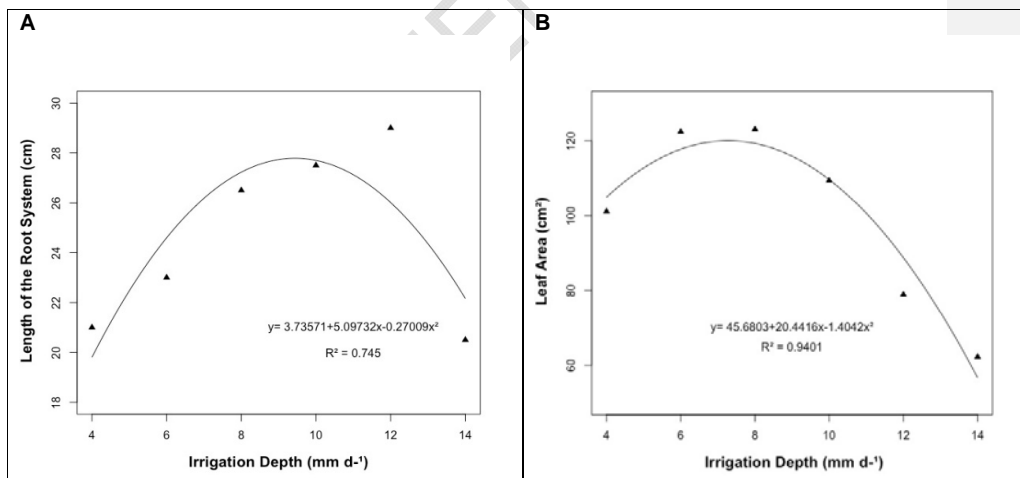 A
B
Length of the Root System (cm)
30
28
26
24
22
20
18
y= 3.73571+5.09732x-0.27009x²
R² = 0.745
4 6 8 10 12 14
Irrigation Depth (mm d-¹)
Leaf Area (cm²)
120
100
80
60
y= 45.6803+20.4416x-1.4042x²
R² = 0.9401
4 6 8 10 12 14
Irrigation Depth (mm d-¹)